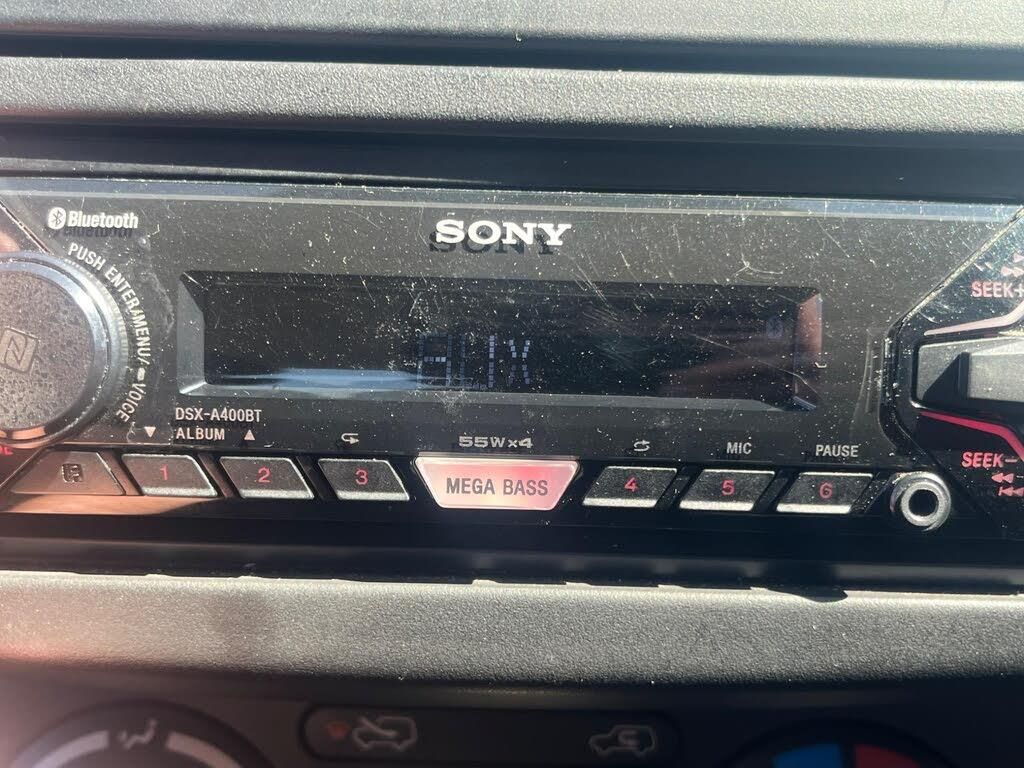 Bluetooth
SONY
PUSH ENTER/MENU/ VOICE
SEEK+
AUX
DSX-A400BT
ALBUM
55W×4
MIC
PAUSE
SEEK−
1
2
3
MEGA BASS
4
5
6